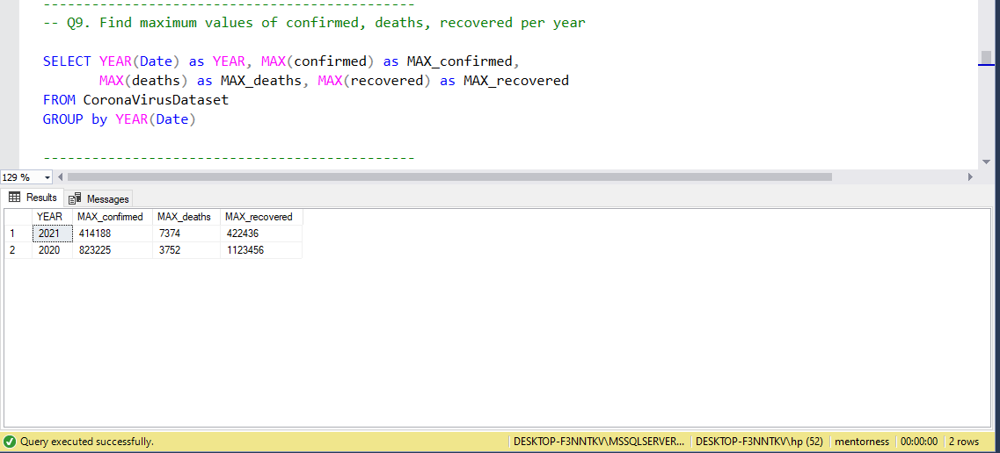 ----------------------------------------------
-- Q9. Find maximum values of confirmed, deaths, recovered per year
SELECT YEAR(Date) as YEAR, MAX(confirmed) as MAX_confirmed,
MAX(deaths) as MAX_deaths, MAX(recovered) as MAX_recovered
FROM CoronaVirusDataset
GROUP by YEAR(Date)
----------------------------------------------
129 %
Results Messages
YEAR MAX_confirmed MAX_deaths MAX_recovered
1 2021 414188 7374 422436
2 2020 823225 3752 1123456
Query executed successfully. DESKTOP-F3NNTKV\MSSQLSERVER... DESKTOP-F3NNTKV\hp (52) mentorness 00:00:00 2 rows